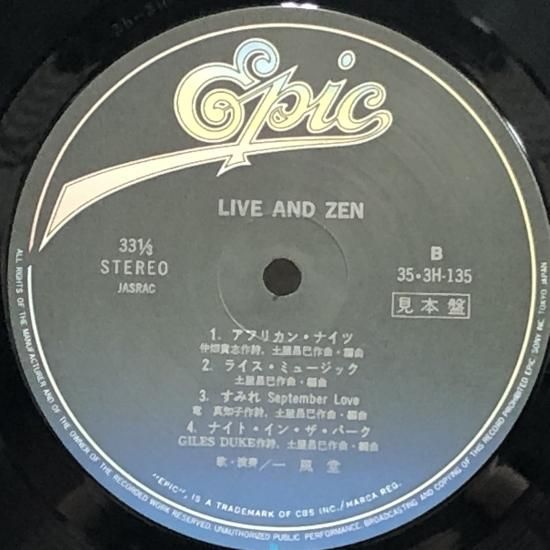 Epic
LIVE AND ZEN
33⅓
STEREO
JASRAC
B
35・3H-135
見本盤
1. アフリカン・ナイツ
仲畑貴志作詩、土屋昌巳作曲・編曲
2. ライス・ミュージック
土屋昌巳作曲・編曲
3. すみれ September Love
竜 真知子作詩、土屋昌巳作曲・編曲
4. ナイト・イン・ザ・パーク
GILES DUKE作詩、土屋昌巳作曲・編曲
歌・演奏／一風堂
"EPIC", IS A TRADEMARK OF CBS INC./MARCA REG.
ALL RIGHTS OF THE MANUFACTURER AND OF THE OWNER OF THE RECORDED WORK RESERVED. UNAUTHORIZED PUBLIC PERFORMANCE, BROADCASTING AND COPYING OF THIS RECORD PROHIBITED EPIC・SONY INC. TOKYO JAPAN